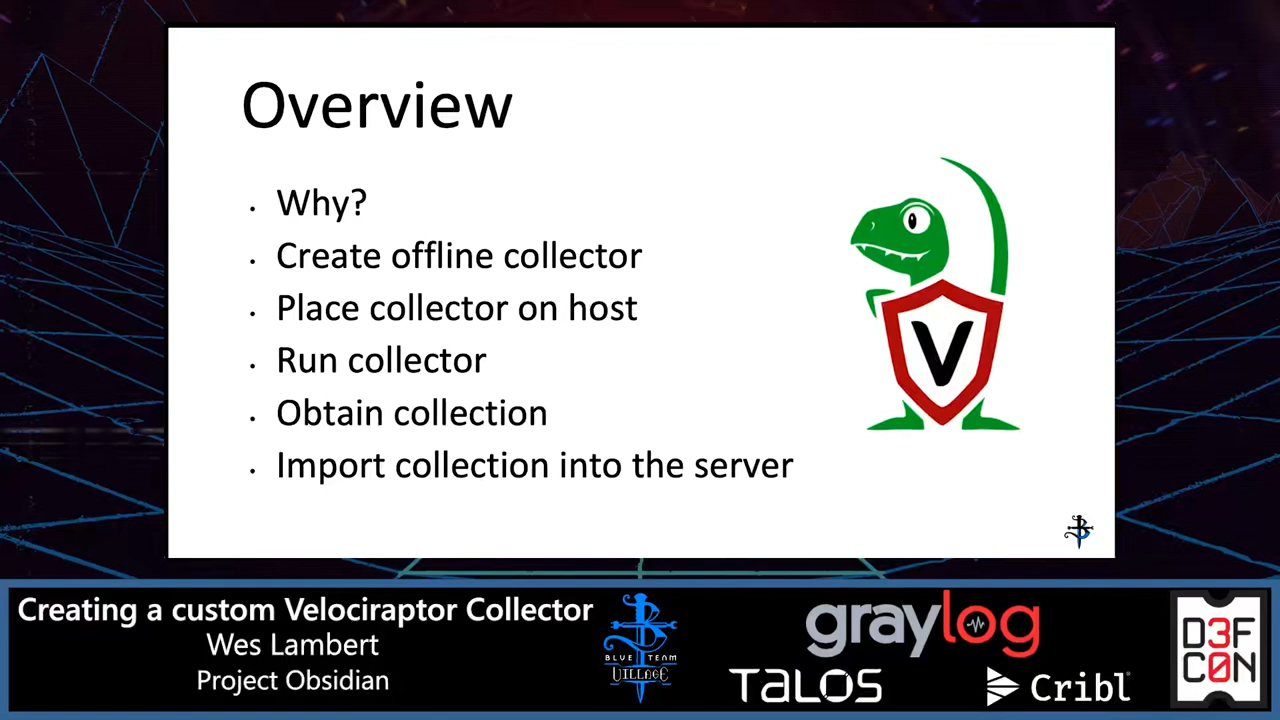 Overview
• Why?
• Create offline collector
• Place collector on host
• Run collector
• Obtain collection
• Import collection into the server
V
B
Creating a custom Velociraptor Collector
Wes Lambert
Project Obsidian
B
BLUE TEAM
VILLAGE
graylog
TALOS
Cribl
D3F
C0N